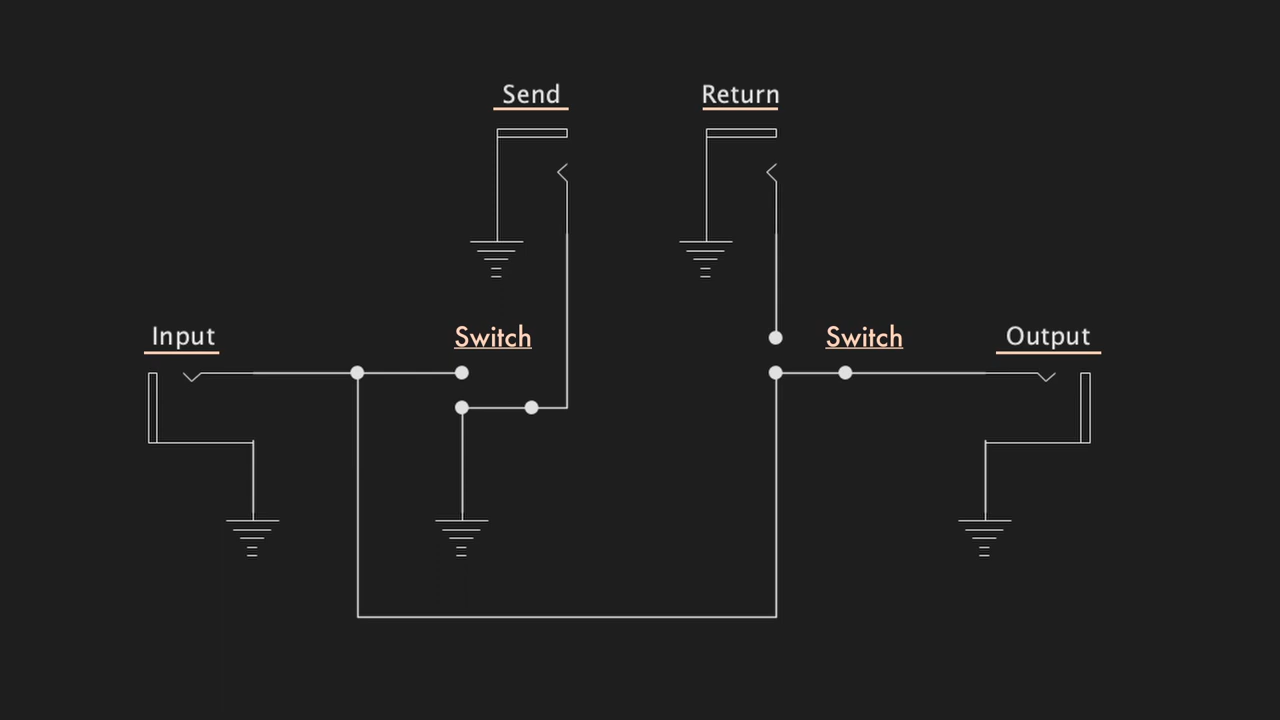 Send
Return
Input
Switch
Switch
Output